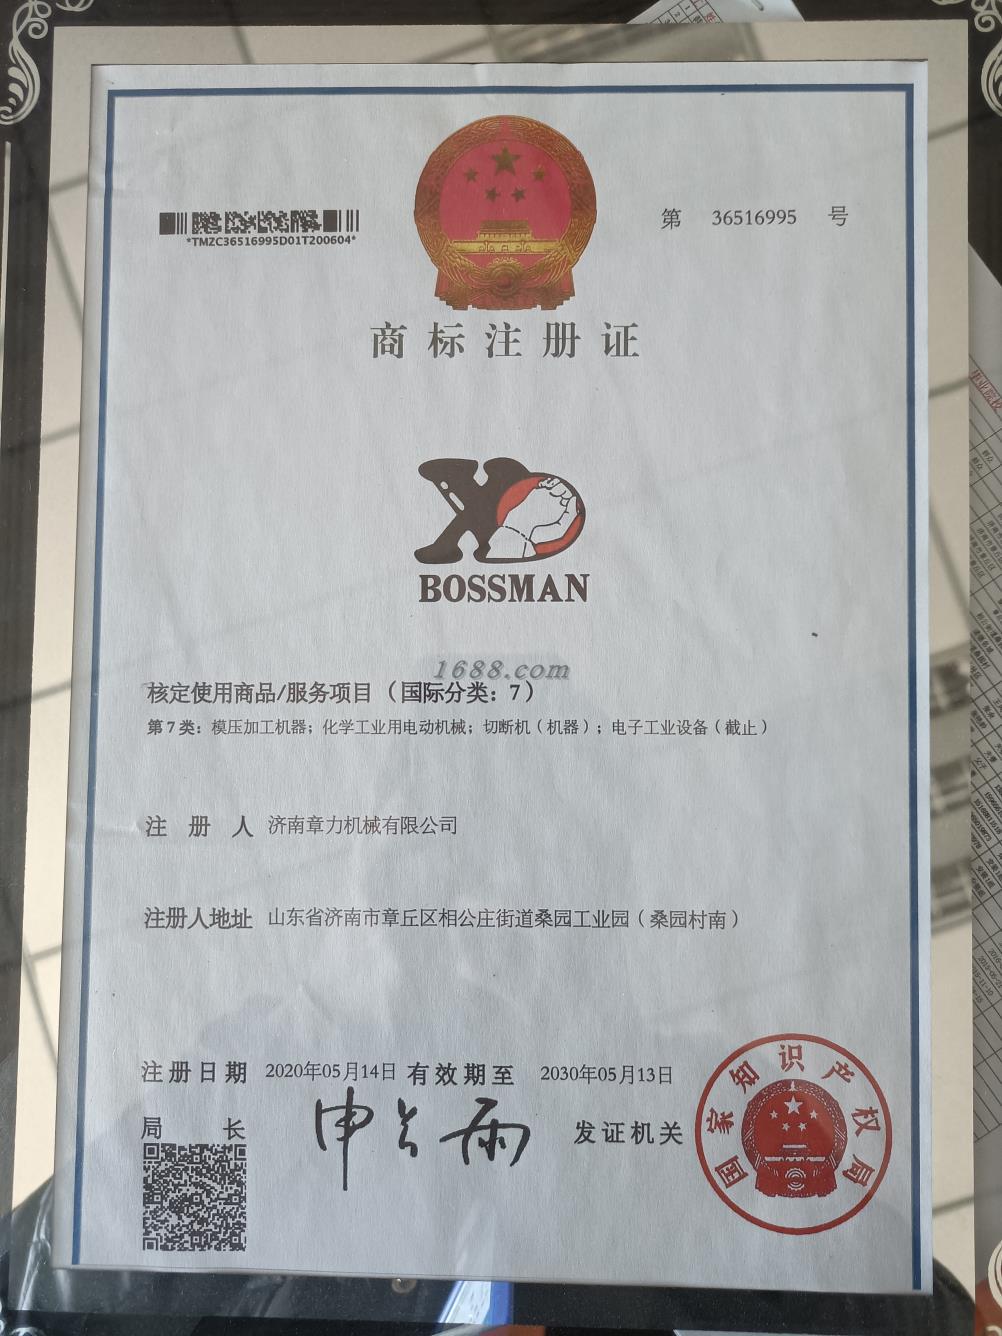 第 36516995 号
*TMZC36516995D01T200604*
商标注册证
BOSSMAN
1688.com
核定使用商品/服务项目（国际分类：7）
第7类：模压加工机器；化学工业用电动机械；切断机（机器）；电子工业设备（截止）
注册人 济南章力机械有限公司
注册人地址 山东省济南市章丘区相公庄街道桑园工业园（桑园村南）
注册日期 2020年05月14日 有效期至 2030年05月13日
局长 申长雨 发证机关
国家知识产权局